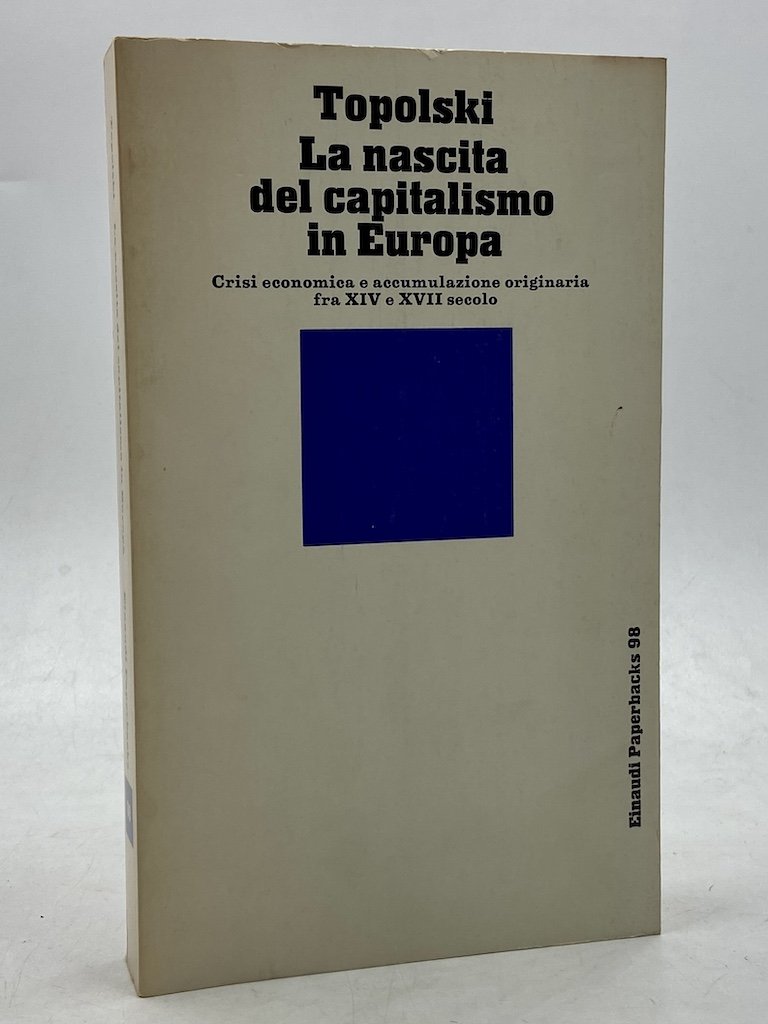 Topolski
La nascita
del capitalismo
in Europa
Crisi economica e accumulazione originaria
fra XIV e XVII secolo
Einaudi Paperbacks 98